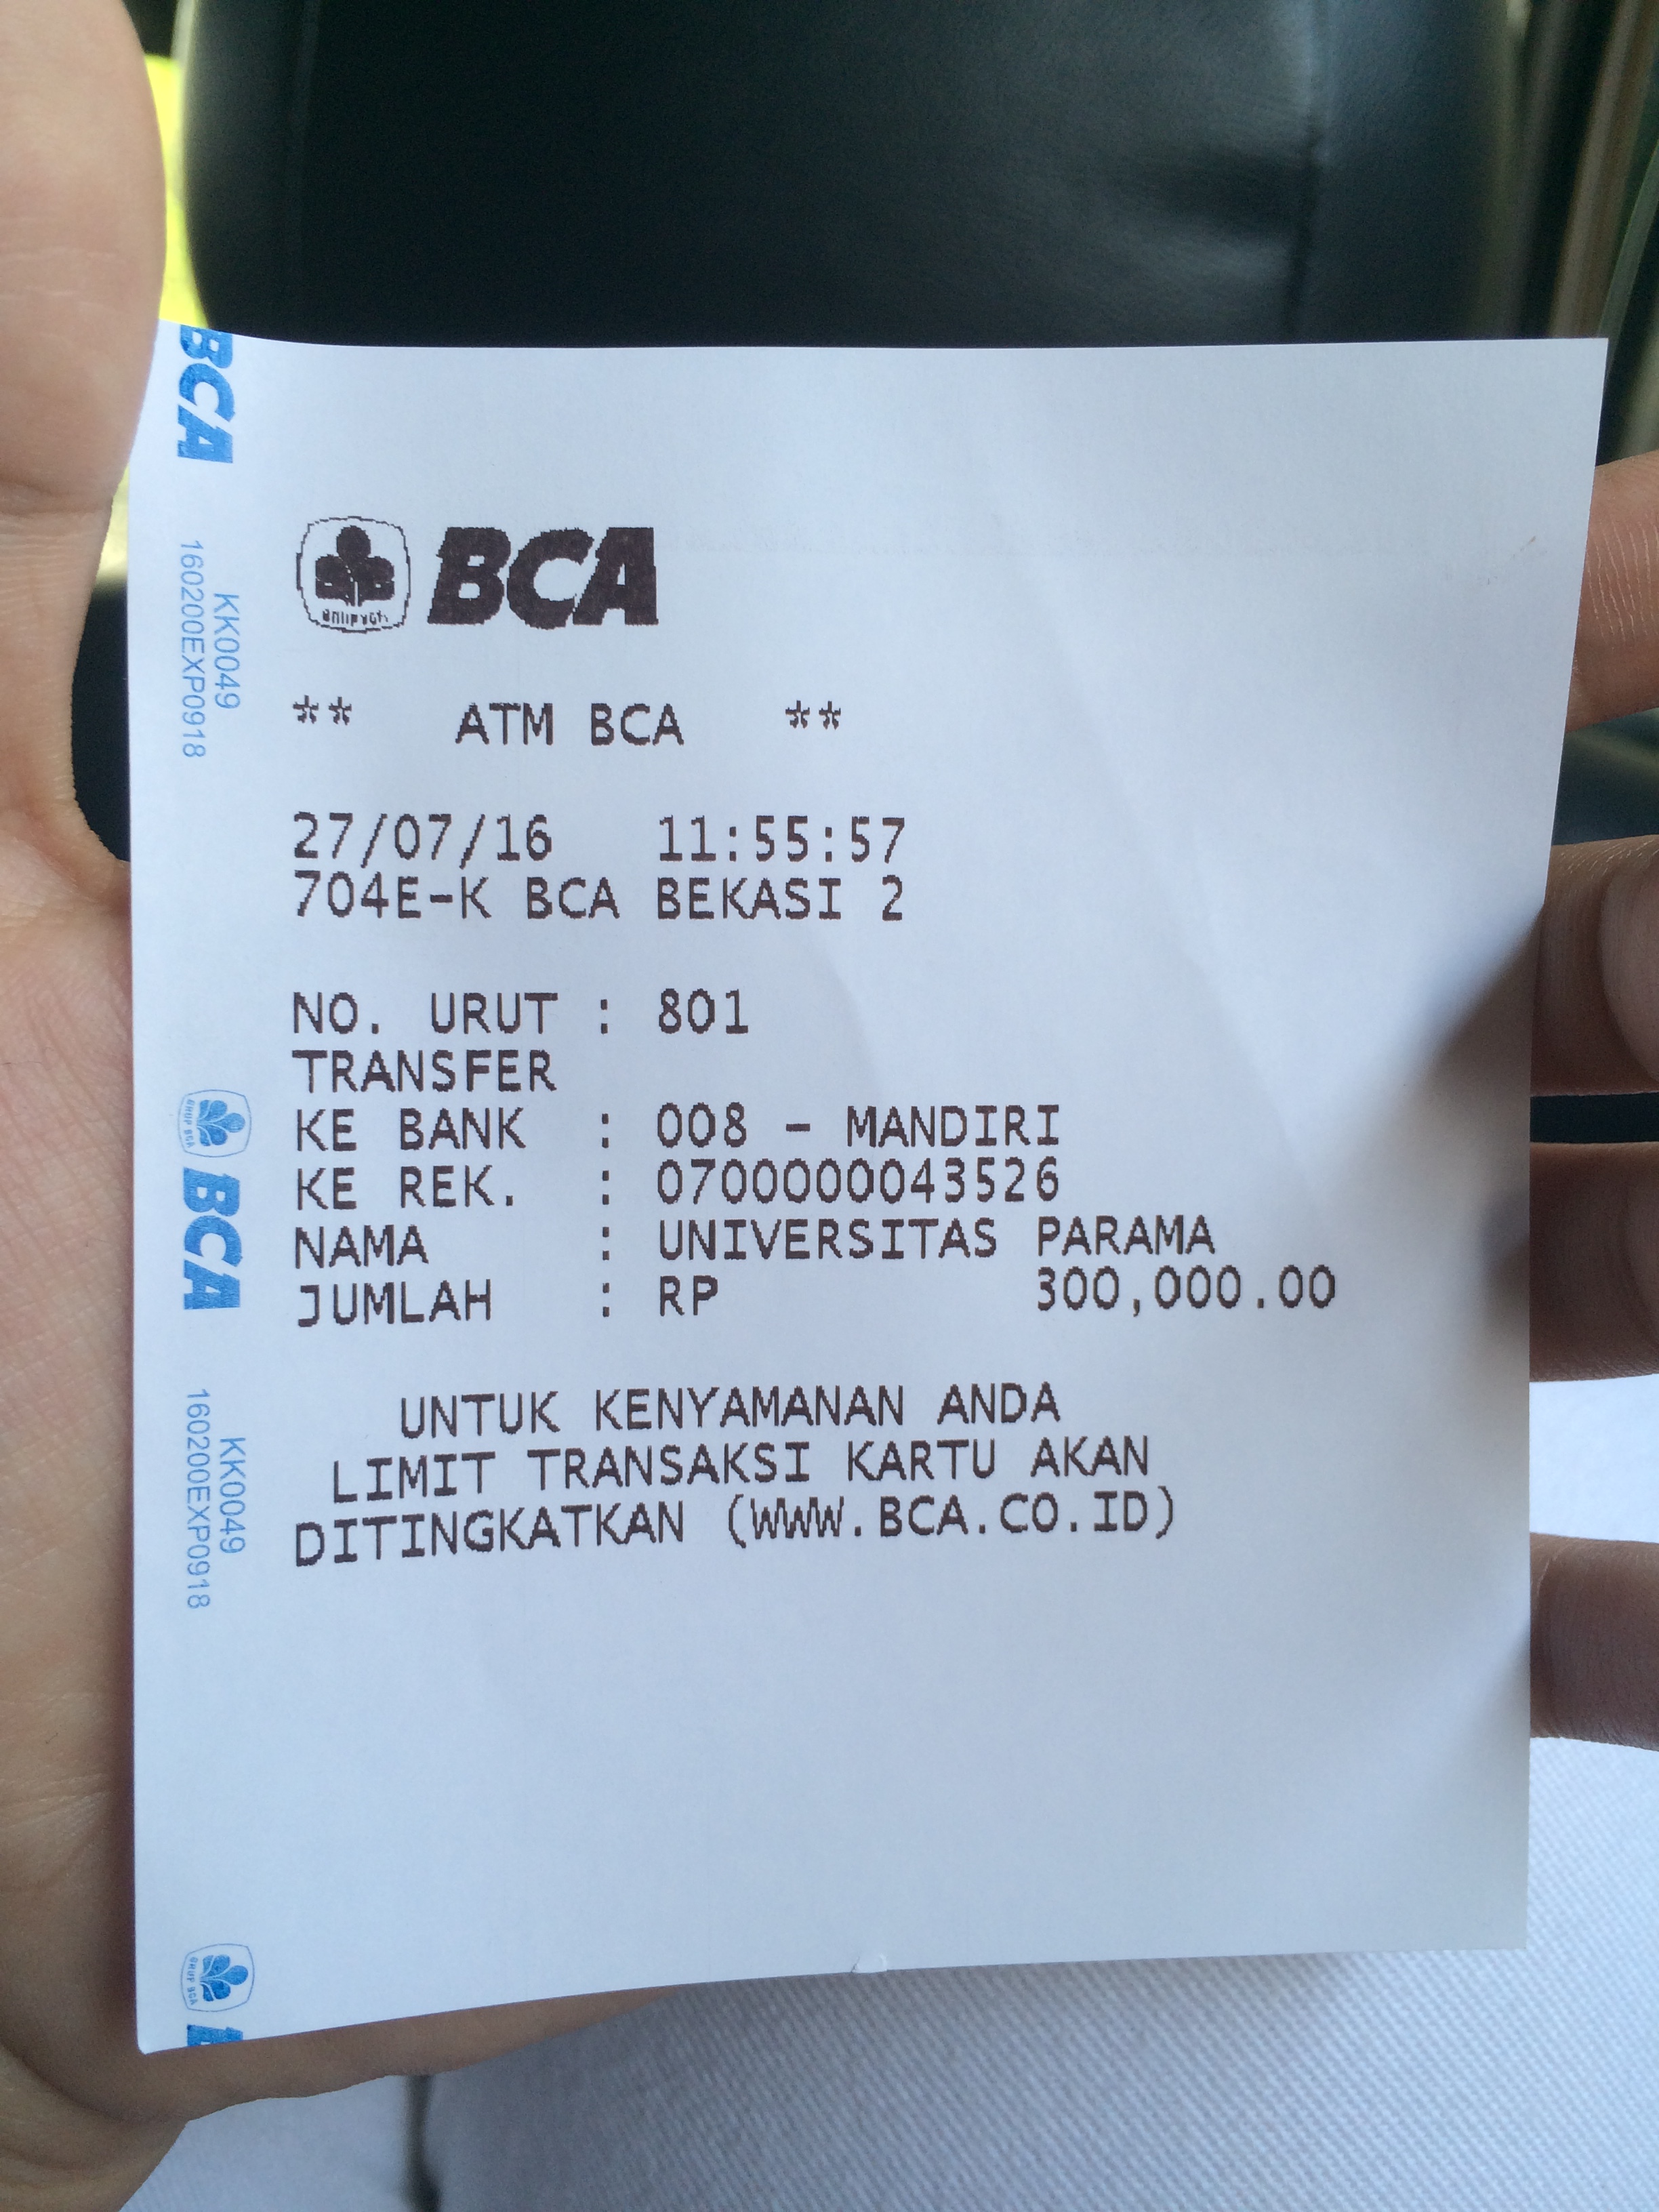 BCA
KK0049
160200EXP0918
BCA
** ATM BCA **
27/07/16 11:55:57
704E-K BCA BEKASI 2
NO. URUT : 801
TRANSFER
KE BANK : 008 - MANDIRI
KE REK. : 0700000043526
NAMA : UNIVERSITAS PARAMA
JUMLAH : RP 300,000.00
UNTUK KENYAMANAN ANDA
LIMIT TRANSAKSI KARTU AKAN
DITINGKATKAN (WWW.BCA.CO.ID)
BCA
KK0049
160200EXP0918